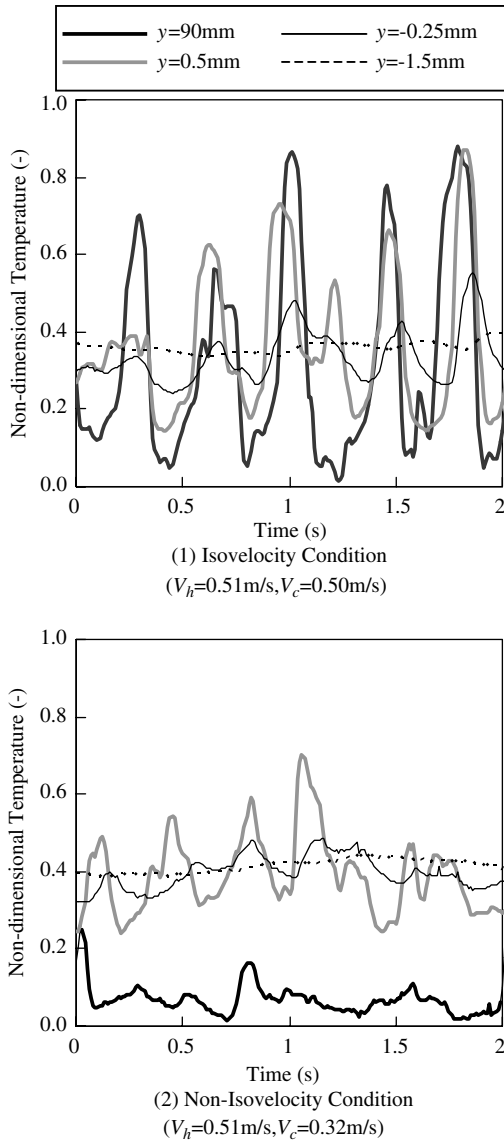 y=90mm y=-0.25mm
y=0.5mm y=-1.5mm
1.0
0.8
0.6
0.4
0.2
0.0
Non-dimensional Temperature (-)
0 0.5 1 1.5 2
Time (s)
(1) Isovelocity Condition
(Vh=0.51m/s,Vc=0.50m/s)
1.0
0.8
0.6
0.4
0.2
0.0
Non-dimensional Temperature (-)
0 0.5 1 1.5 2
Time (s)
(2) Non-Isovelocity Condition
(Vh=0.51m/s,Vc=0.32m/s)